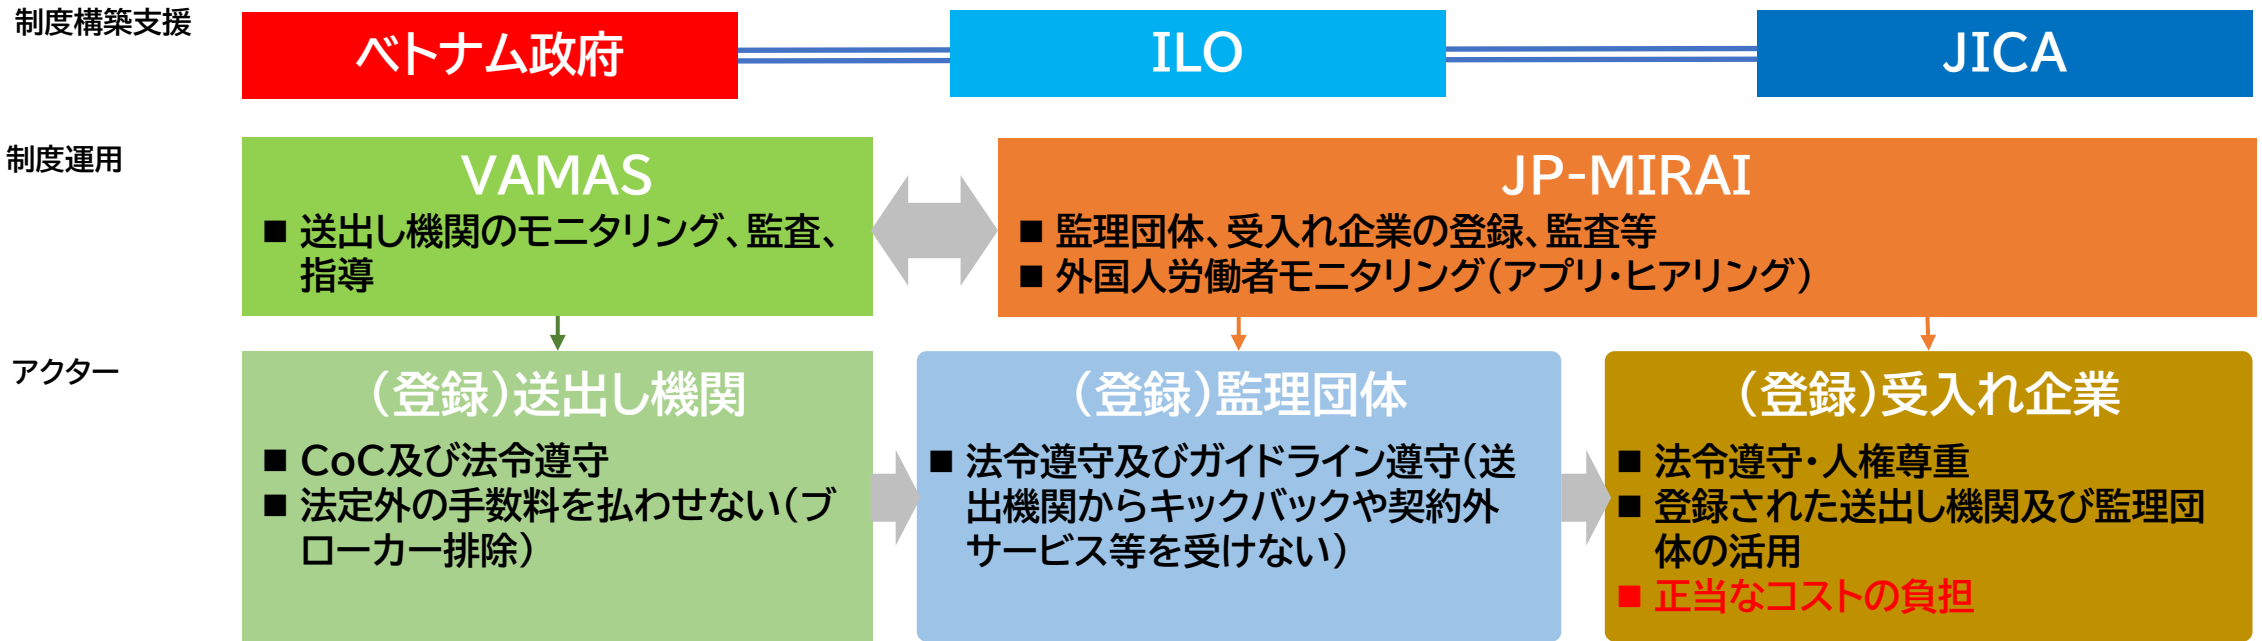 制度構築支援
ベトナム政府
ILO
JICA
制度運用
VAMAS
■ 送出し機関のモニタリング、監査、
指導
JP-MIRAI
■ 監理団体、受入れ企業の登録、監査等
■ 外国人労働者モニタリング(アプリ・ヒアリング)
アクター
(登録)送出し機関
■ CoC及び法令遵守
■ 法定外の手数料を払わせない(ブ
ローカー排除)
(登録)監理団体
■ 法令遵守及びガイドライン遵守(送
出機関からキックバックや契約外
サービス等を受けない)
(登録)受入れ企業
■ 法令遵守・人権尊重
■ 登録された送出し機関及び監理団
体の活用
■ 正当なコストの負担